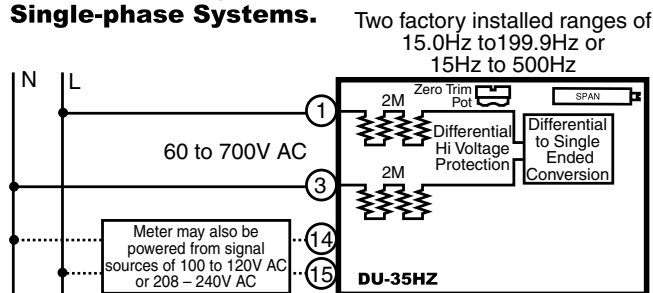 Single-phase Systems.
Two factory installed ranges of
15.0Hz to199.9Hz or
15Hz to 500Hz
N
L
1
2M
Zero Trim
Pot
SPAN
60 to 700V AC
Differential
Hi Voltage
Protection
Differential
to Single
Ended
Conversion
3
2M
Meter may also be
powered from signal
sources of 100 to 120V AC
or 208 – 240V AC
14
15
DU-35HZ